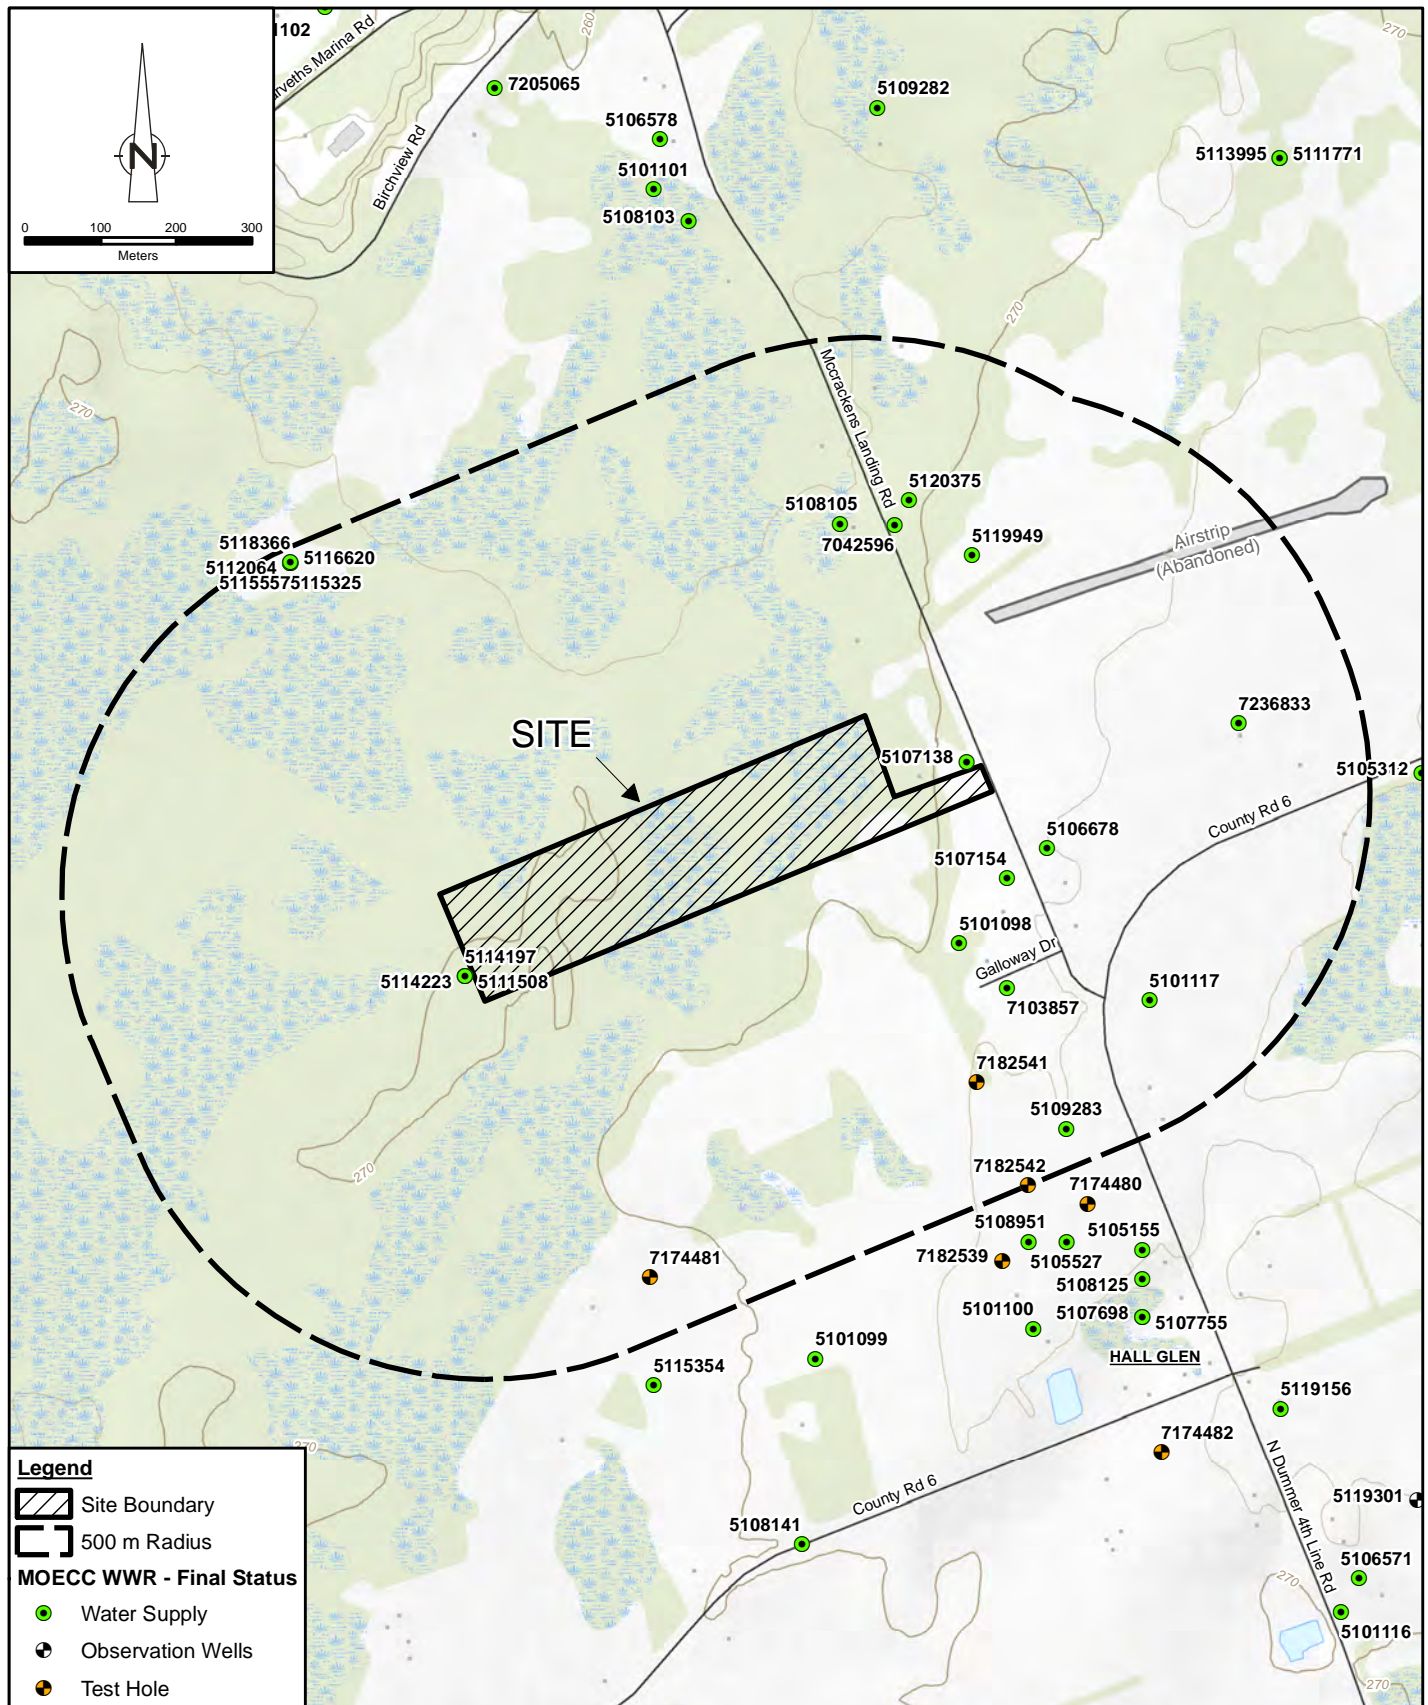 N
0 100 200 300
Meters
1102
arveths Marina Rd
Birchview Rd
260
270
7205065
5109282
5106578
5101101
5108103
5113995 5111771
270
270
Mccrackens Landing Rd
5120375
5108105
7042596
5119949
Airstrip
(Abandoned)
5118366
5112064 5116620
5115557 5115325
SITE
7236833
5107138
5105312
County Rd 6
5106678
5107154
5101098
Galloway Dr
5114197
5114223 5111508
7103857
5101117
7182541
5109283
270
7182542
7174480
5108951
5105155
7182539
5105527
7174481
5108125
5101100
5107698
5107755
5101099
HALL GLEN
5115354
5119156
270
7174482
N Dummer 4th Line Rd
County Rd 6
5119301
5108141
5106571
270
5101116
270
Legend
Site Boundary
500 m Radius
MOECC WWR - Final Status
Water Supply
Observation Wells
Test Hole